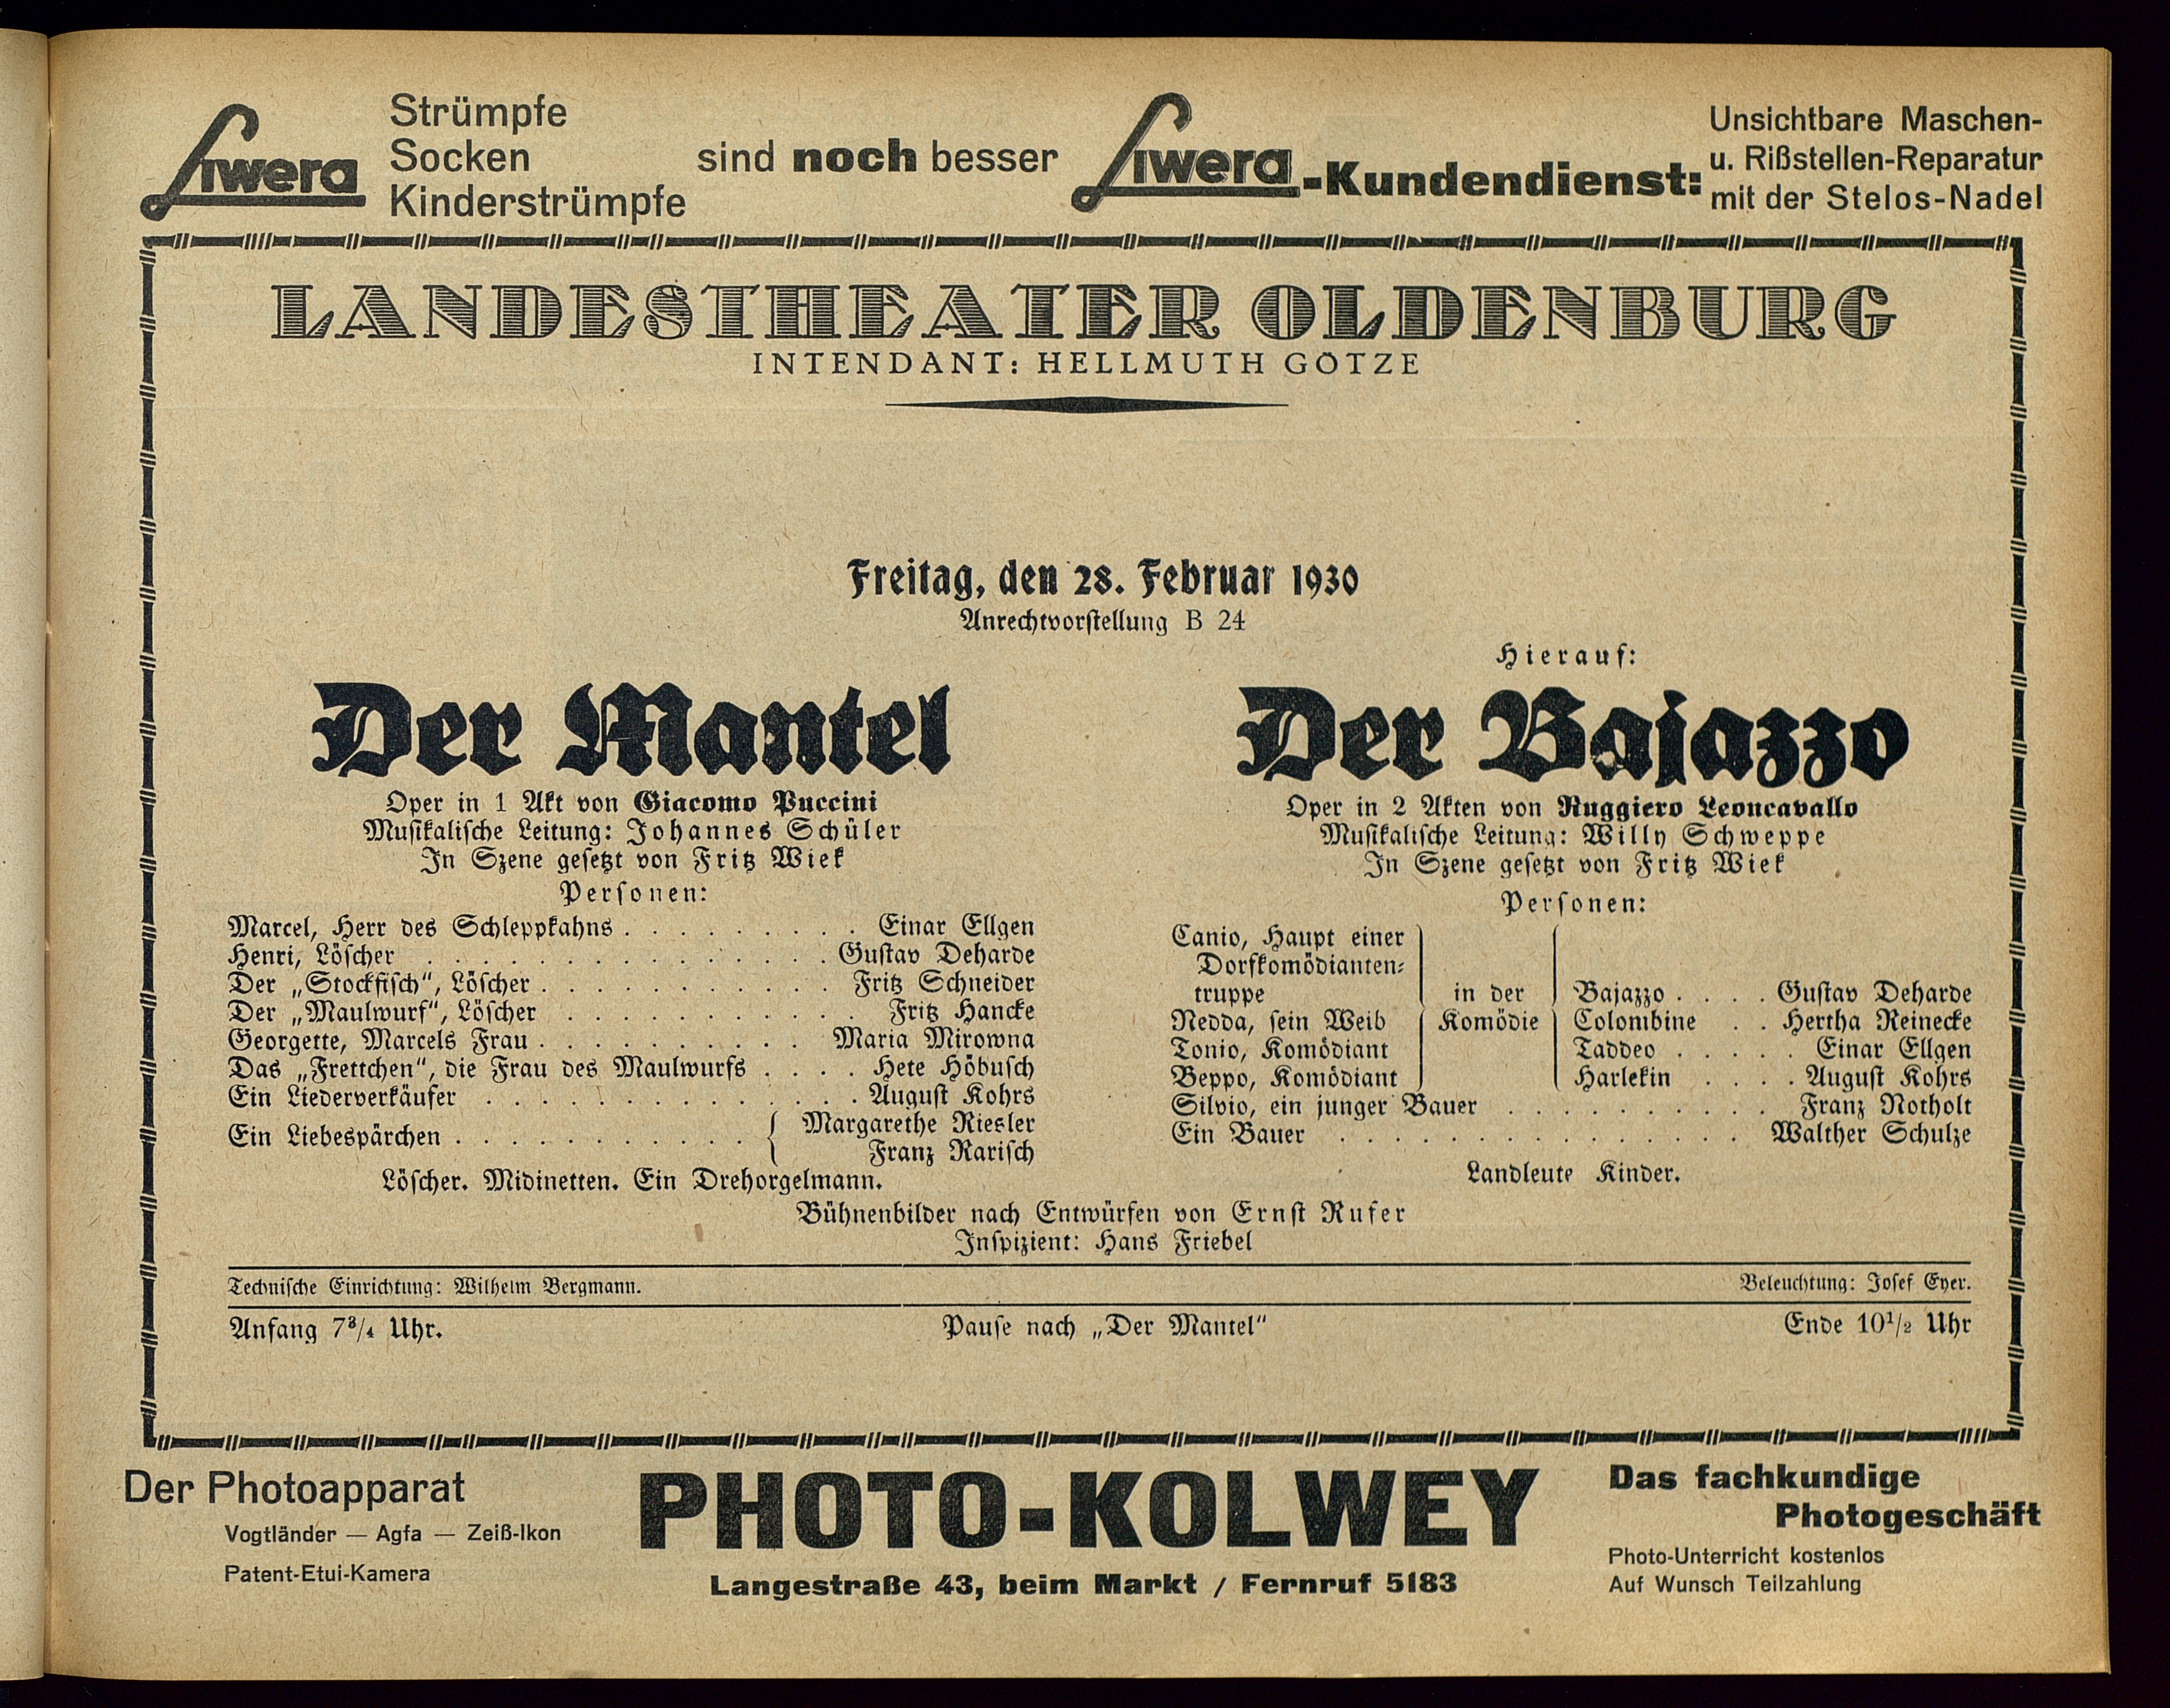 Siwera
Strümpfe
Socken
Kinderstrümpfe
sind noch besser
Siwera-Kundendienst:
Unsichtbare Maschen-
u. Rißstellen-Reparatur
mit der Stelos-Nadel
LANDESTHEATER OLDENBURG
INTENDANT: HELLMUTH GÖTZE
Freitag, den 28. Februar 1930
Anrechtvorstellung B 24
Der Mantel
Oper in 1 Akt von Giacomo Puccini
Musikalische Leitung: Johannes Schüler
In Szene gesetzt von Fritz Wiek
Personen:
Marcel, Herr des Schleppkahns . . . . . . . . . Einar Ellgen
Henri, Löscher . . . . . . . . . . . . . . . Gustav Deharde
Der „Stockfisch“, Löscher . . . . . . . . . . . . Fritz Schneider
Der „Maulwurf“, Löscher . . . . . . . . . . . Fritz Hancke
Georgette, Marcels Frau . . . . . . . . . . Maria Mirowna
Das „Frettchen“, die Frau des Maulwurfs . . . . Hete Höbusch
Ein Liederverkäufer . . . . . . . . . . . . . . August Kohrs
Ein Liebespärchen . . . . . . . . . . . { Margarethe Riesler
Franz Rarisch
Löscher. Midinetten. Ein Drehorgelmann.
Hierauf:
Der Bajazzo
Oper in 2 Akten von Ruggiero Leoncavallo
Musikalische Leitung: Willy Schweppe
In Szene gesetzt von Fritz Wiek
Personen:
Canio, Haupt einer
Dorfkomödianten-
truppe in der Bajazzo . . . . Gustav Deharde
Nedda, sein Weib Komödie Colombine . . Hertha Reinecke
Tonio, Komödiant Taddeo . . . . . Einar Ellgen
Beppo, Komödiant Harlekin . . . . August Kohrs
Silvio, ein junger Bauer . . . . . . . . . . Franz Notholt
Ein Bauer . . . . . . . . . . . . . . . Walther Schulze
Landleute Kinder.
Bühnenbilder nach Entwürfen von Ernst Rufer
Inspizient: Hans Friebel
Technische Einrichtung: Wilhelm Bergmann. Beleuchtung: Josef Eyer.
Anfang 7¾ Uhr. Pause nach „Der Mantel“ Ende 10½ Uhr
Der Photoapparat
Vogtländer — Agfa — Zeiß-Ikon
Patent-Etui-Kamera
PHOTO-KOLWEY
Langestraße 43, beim Markt / Fernruf 5183
Das fachkundige
Photogeschäft
Photo-Unterricht kostenlos
Auf Wunsch Teilzahlung